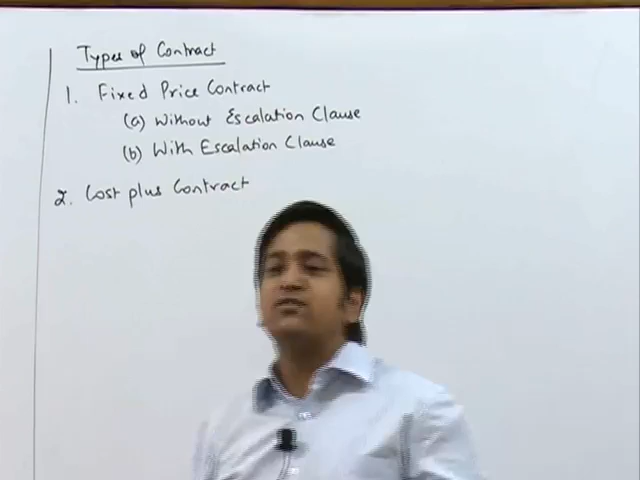 Types of Contract
1. Fixed Price Contract
(a) Without Escalation Clause
(b) With Escalation Clause
2. Cost plus Contract